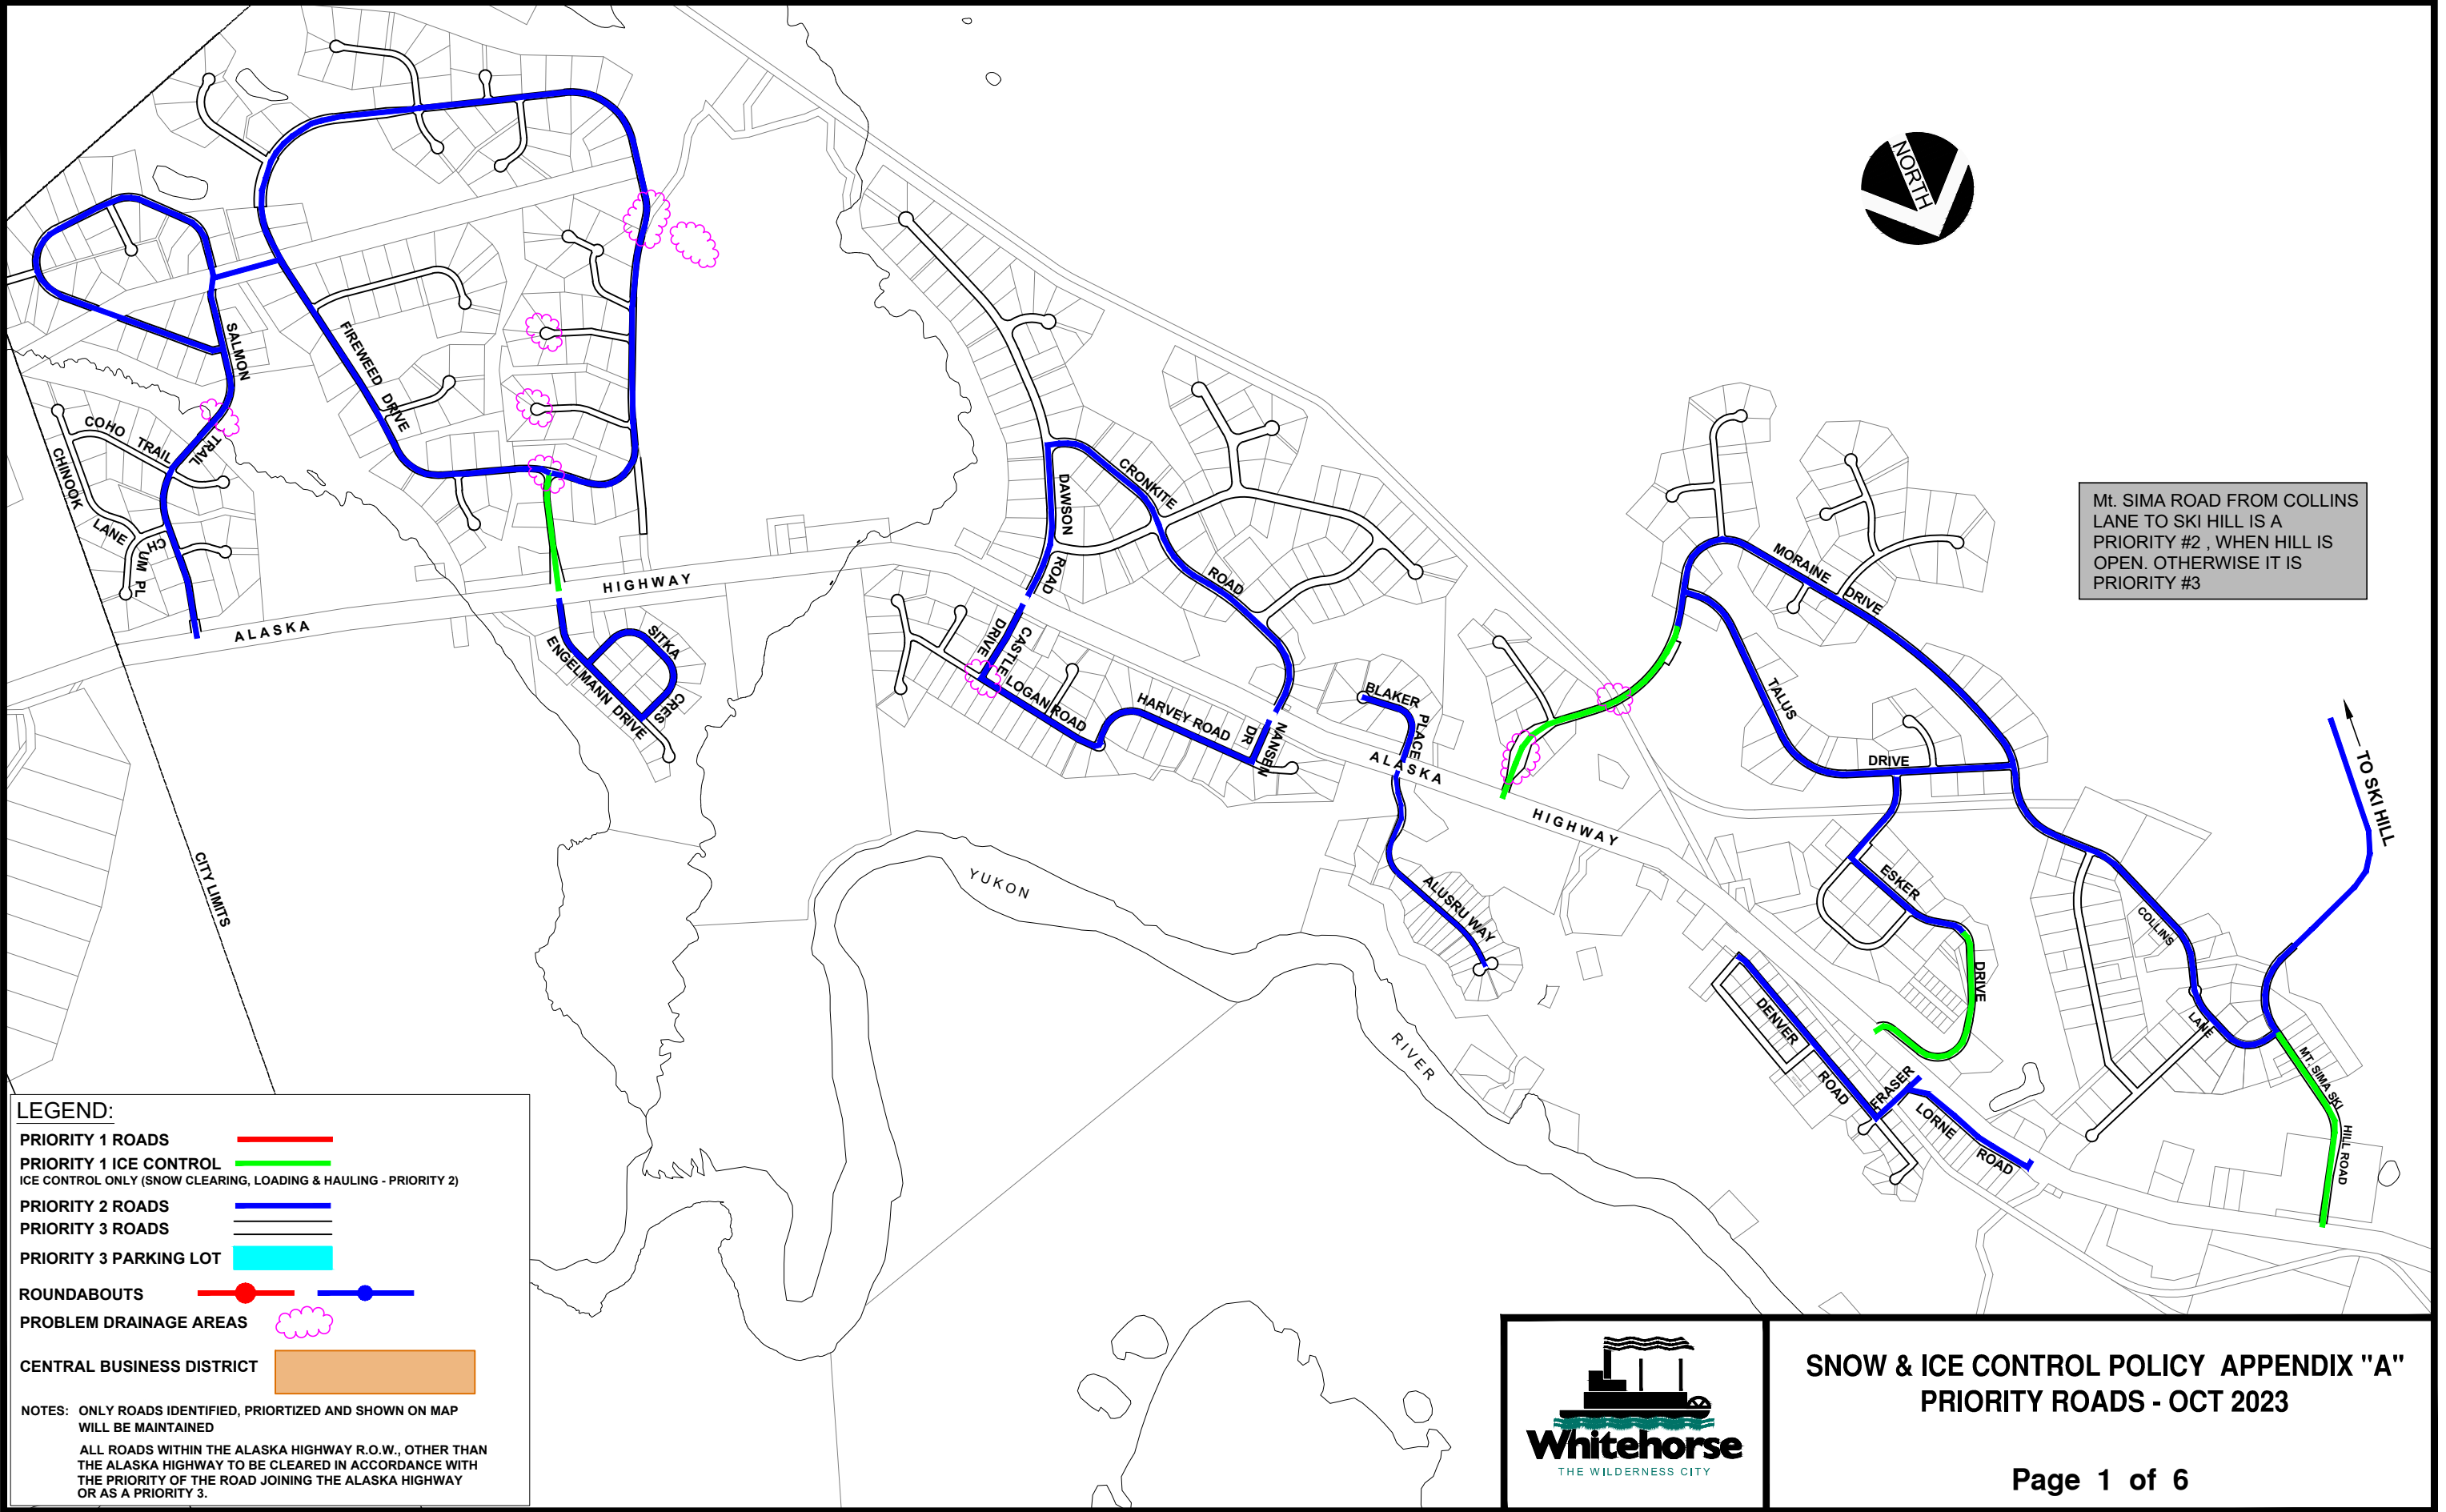 NORTH
SALMON
TRAIL
FIREWEED DRIVE
COHO TRAIL
CHINOOK
LANE
CH
UM PL
ALASKA
HIGHWAY
SITKA
CRES
ENGELMANN DRIVE
CITY LIMITS
DAWSON
ROAD
CRONKITE
ROAD
CASTLE
DRIVE
LOGAN ROAD
HARVEY ROAD
NANSEN
DR
BLAKER
PLACE
ALASKA
HIGHWAY
ALUSRU WAY
YUKON
RIVER
MORAINE
DRIVE
TALUS
DRIVE
ESKER
DRIVE
COLLINS
LANE
DENVER
ROAD
FRASER
LORNE
ROAD
MT. SIMA SKI
HILL ROAD
TO SKI HILL
Mt. SIMA ROAD FROM COLLINS
LANE TO SKI HILL IS A
PRIORITY #2 , WHEN HILL IS
OPEN. OTHERWISE IT IS
PRIORITY #3
LEGEND:
PRIORITY 1 ROADS
PRIORITY 1 ICE CONTROL
ICE CONTROL ONLY (SNOW CLEARING, LOADING & HAULING - PRIORITY 2)
PRIORITY 2 ROADS
PRIORITY 3 ROADS
PRIORITY 3 PARKING LOT
ROUNDABOUTS
PROBLEM DRAINAGE AREAS
CENTRAL BUSINESS DISTRICT
NOTES: ONLY ROADS IDENTIFIED, PRIORTIZED AND SHOWN ON MAP
WILL BE MAINTAINED
ALL ROADS WITHIN THE ALASKA HIGHWAY R.O.W., OTHER THAN
THE ALASKA HIGHWAY TO BE CLEARED IN ACCORDANCE WITH
THE PRIORITY OF THE ROAD JOINING THE ALASKA HIGHWAY
OR AS A PRIORITY 3.
Whitehorse
THE WILDERNESS CITY
SNOW & ICE CONTROL POLICY APPENDIX "A"
PRIORITY ROADS - OCT 2023
Page 1 of 6